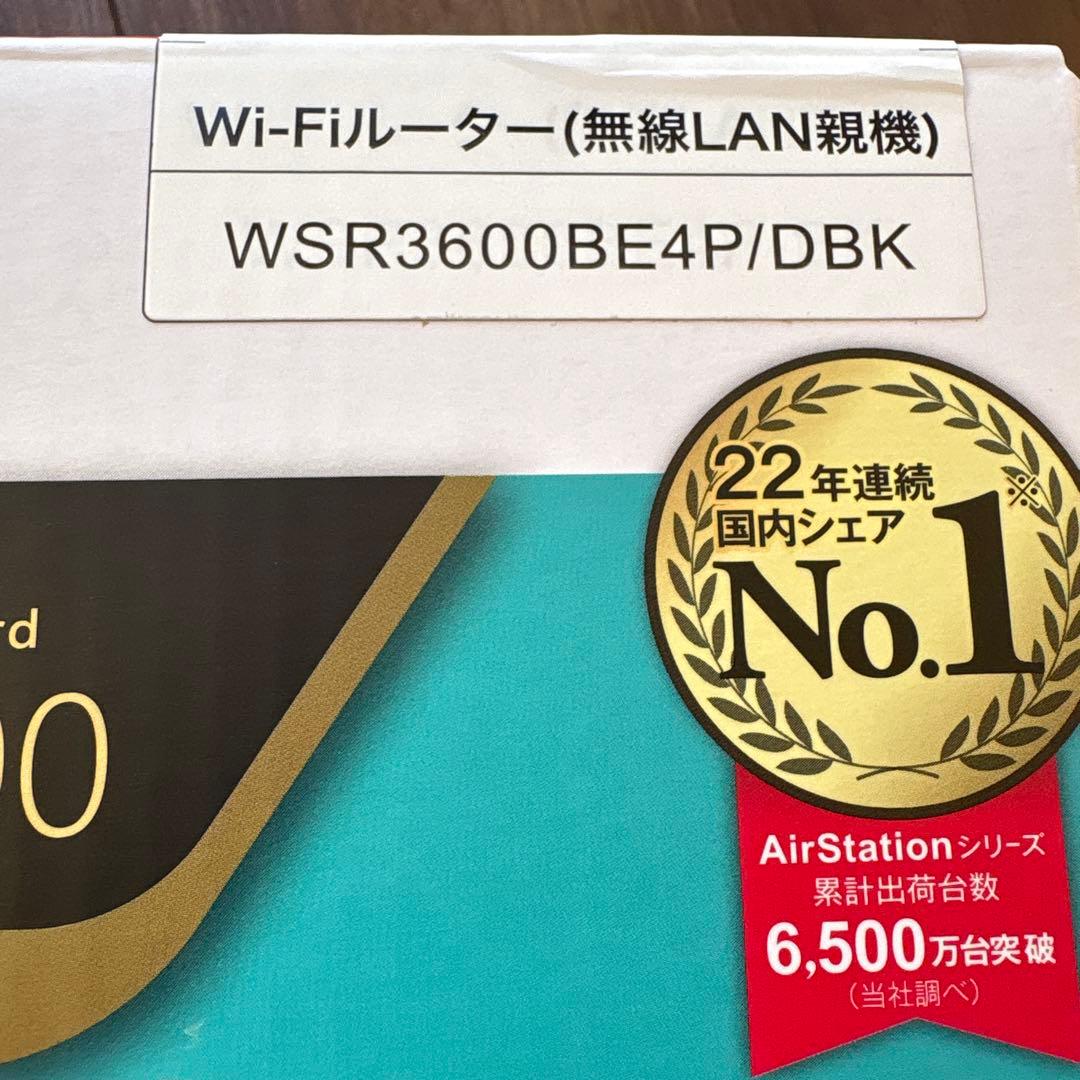 Wi-Fiルーター(無線LAN親機)
WSR3600BE4P/DBK
22年連続
国内シェア
No.1※
AirStationシリーズ
累計出荷台数
6,500万台突破
(当社調べ)